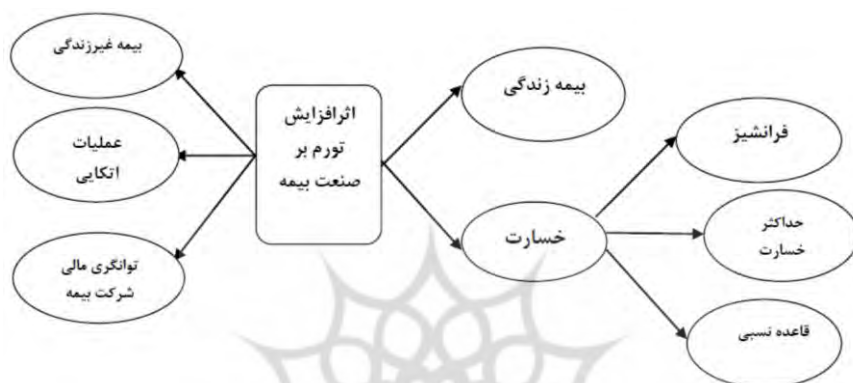 بیمه غیرزندگی
عملیات
اتکایی
توانگری مالی
شرکت بیمه
اثرافزایش
تورم بر
صنعت بیمه
بیمه زندگی
خسارت
فرانشیز
حداکثر
خسارت
قاعده نسبی